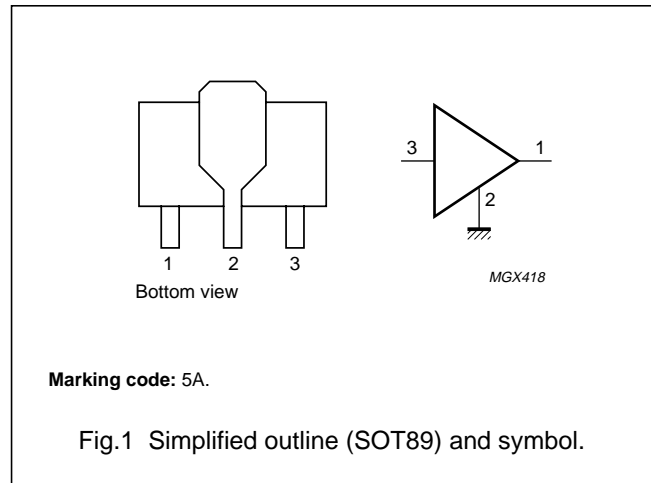 1 2 3
Bottom view
3 1
2
MGX418
Marking code: 5A.
Fig.1 Simplified outline (SOT89) and symbol.